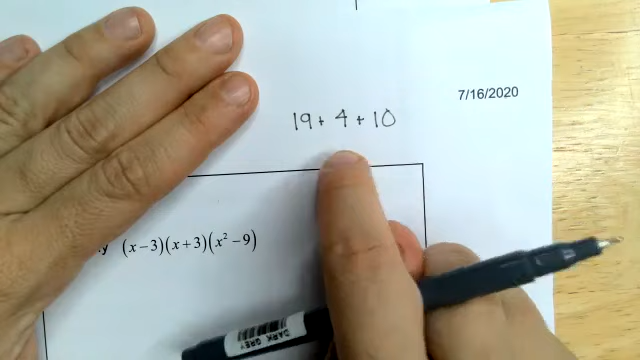 7/16/2020
19 + 4 + 10
(x − 3)(x + 3)(x² − 9)
DARK GREY